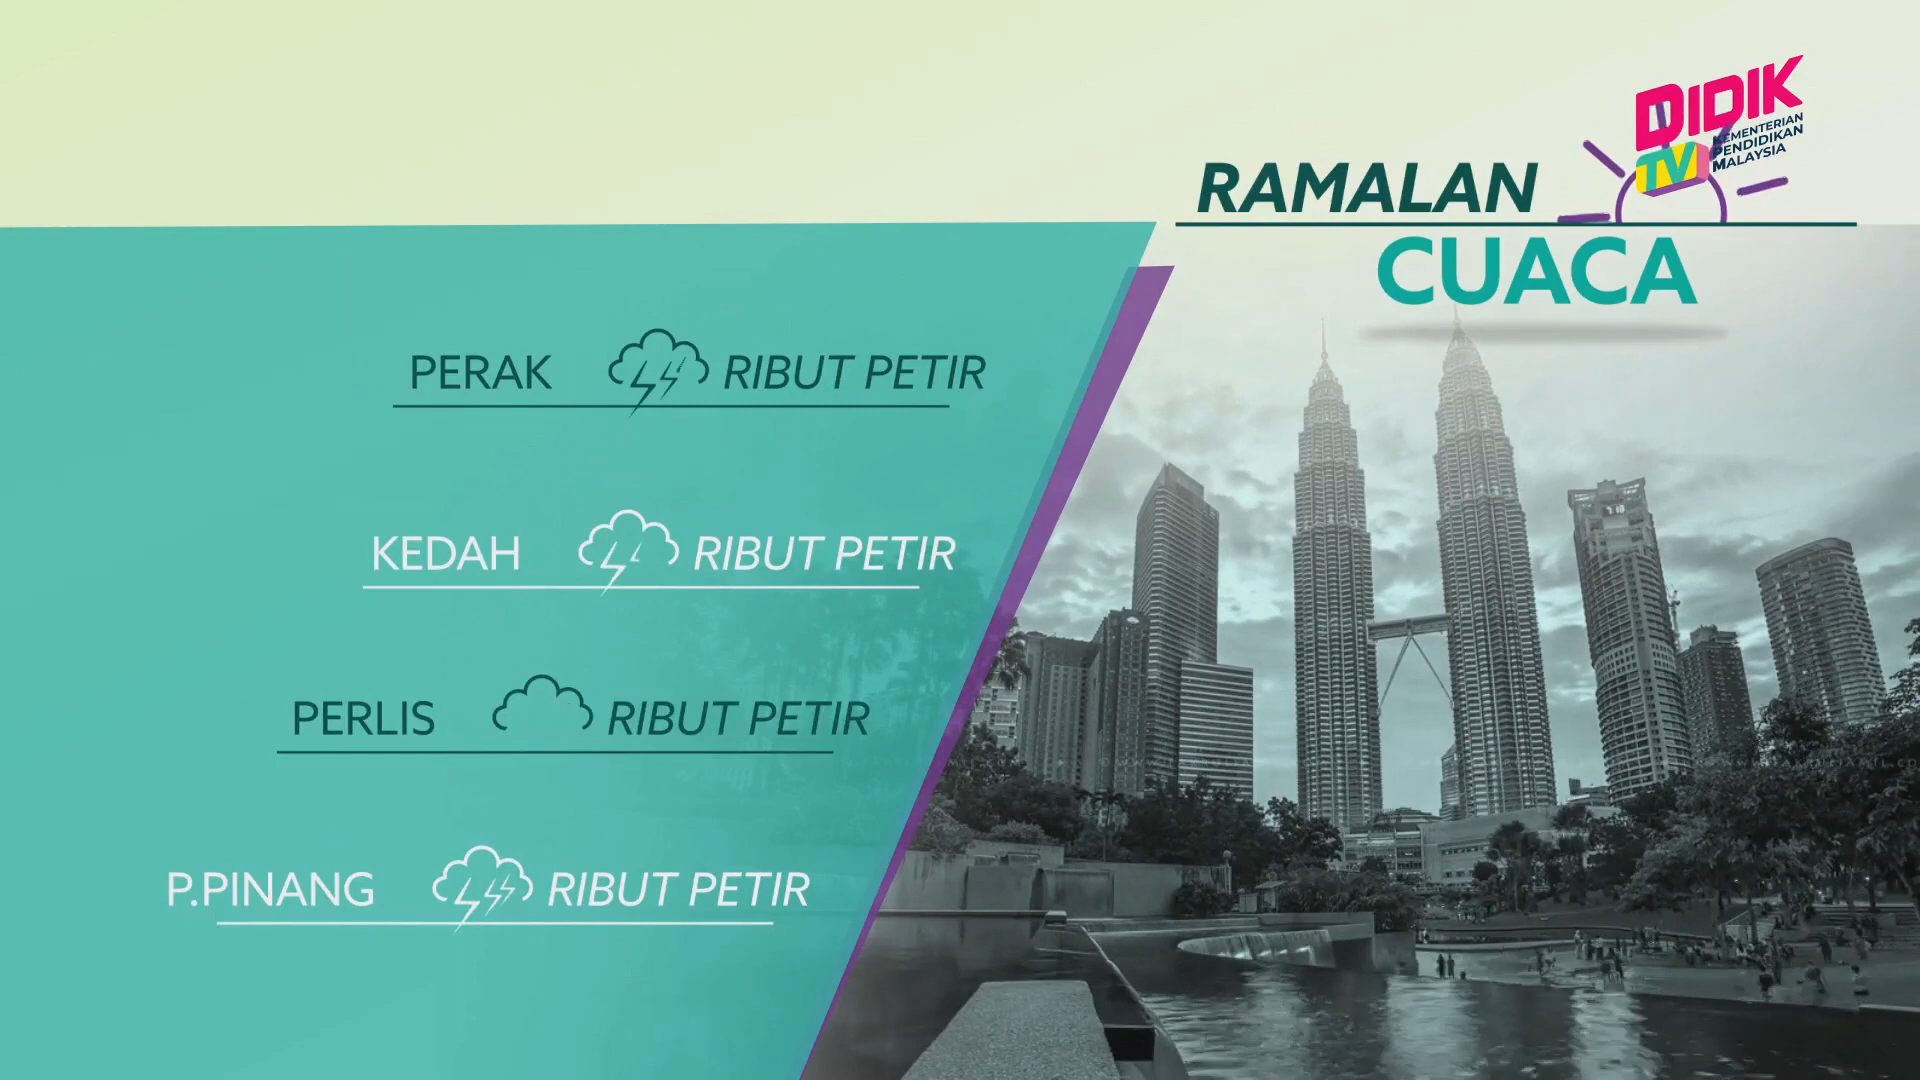 DIDIK
TV
KEMENTERIAN
PENDIDIKAN
MALAYSIA
RAMALAN
CUACA
PERAK RIBUT PETIR
KEDAH RIBUT PETIR
PERLIS RIBUT PETIR
P.PINANG RIBUT PETIR